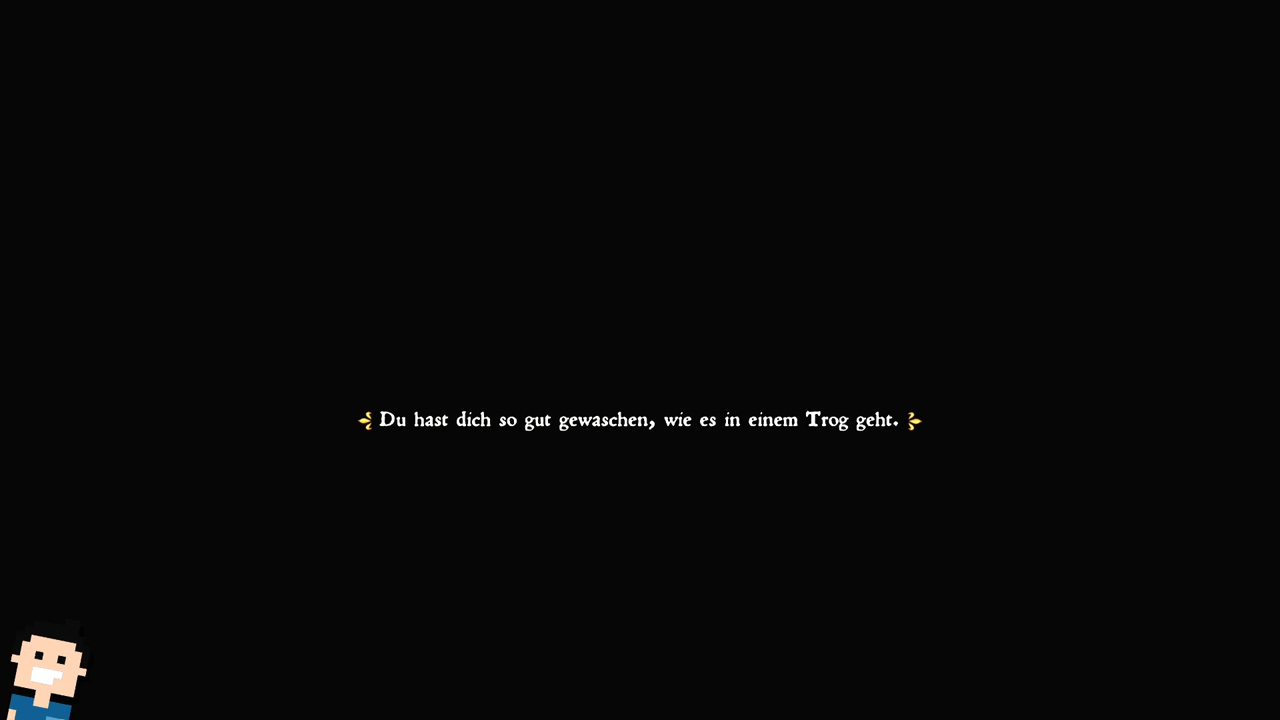 Du hast dich so gut gewaschen, wie es in einem Trog geht.